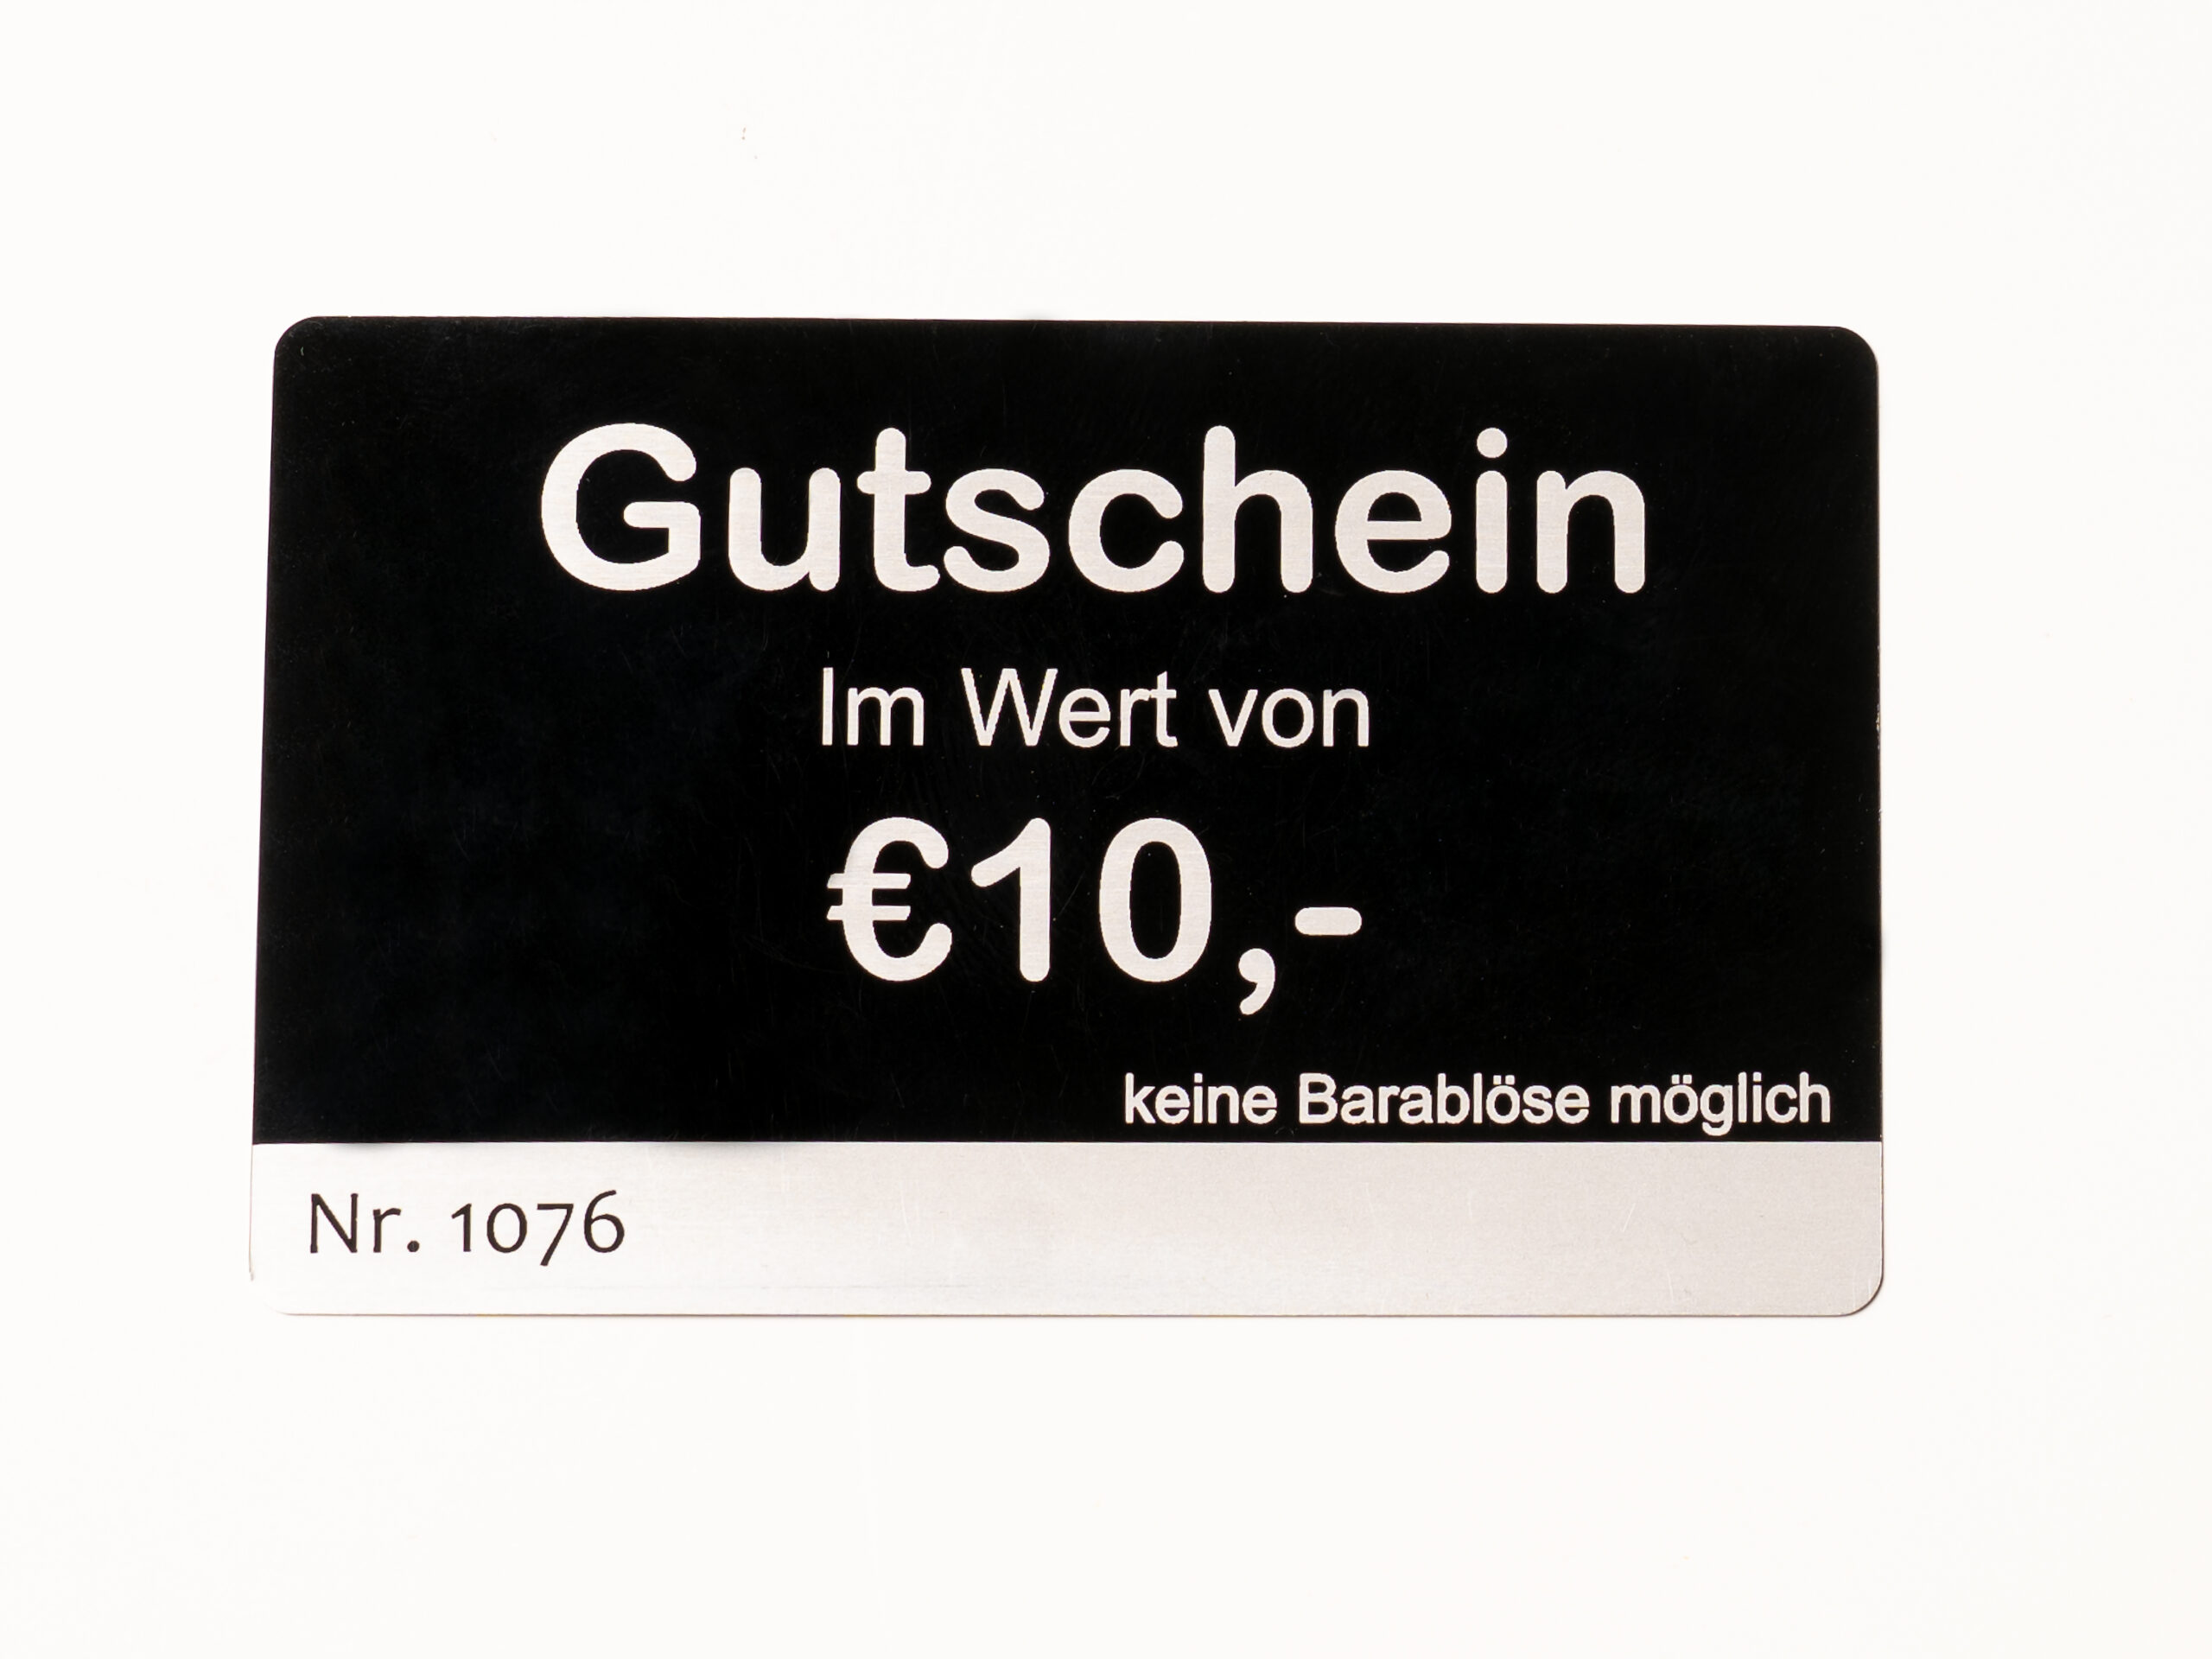 Gutschein
Im Wert von
€10,-
keine Barablöse möglich
Nr. 1076